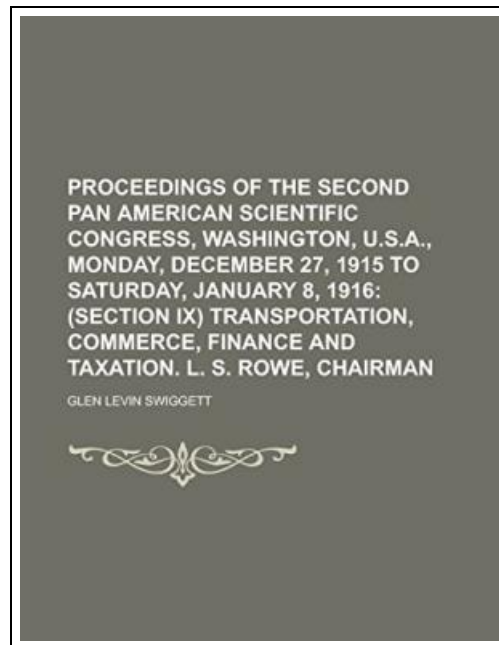 PROCEEDINGS OF THE SECOND
PAN AMERICAN SCIENTIFIC
CONGRESS, WASHINGTON, U.S.A.,
MONDAY, DECEMBER 27, 1915 TO
SATURDAY, JANUARY 8, 1916:
(SECTION IX) TRANSPORTATION,
COMMERCE, FINANCE AND
TAXATION. L. S. ROWE, CHAIRMAN
GLEN LEVIN SWIGGETT